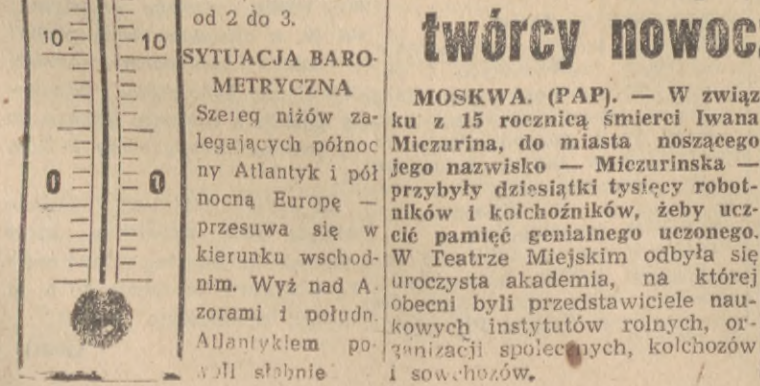 10 10
0 0
od 2 do 3.
SYTUACJA BARO-
METRYCZNA
Szereg niżów za-
legających północ
ny Atlantyk i pół
nocną Europę —
przesuwa się w
kierunku wschod-
nim. Wyż nad A
zorami i połudn.
Atlantykiem po-
słabnie
twórcy nowocz
MOSKWA. (PAP). — W związ
ku z 15 rocznicą śmierci Iwana
Miczurina, do miasta noszącego
jego nazwisko — Miczurinska —
przybyły dziesiątki tysięcy robot-
ników i kołchoźników, żeby ucz-
cić pamięć genialnego uczonego.
W Teatrze Miejskim odbyła się
uroczysta akademia, na której
obecni byli przedstawiciele nau-
kowych instytutów rolnych, or-
ganizacji społecznych, kołchozów
i sowchozów.